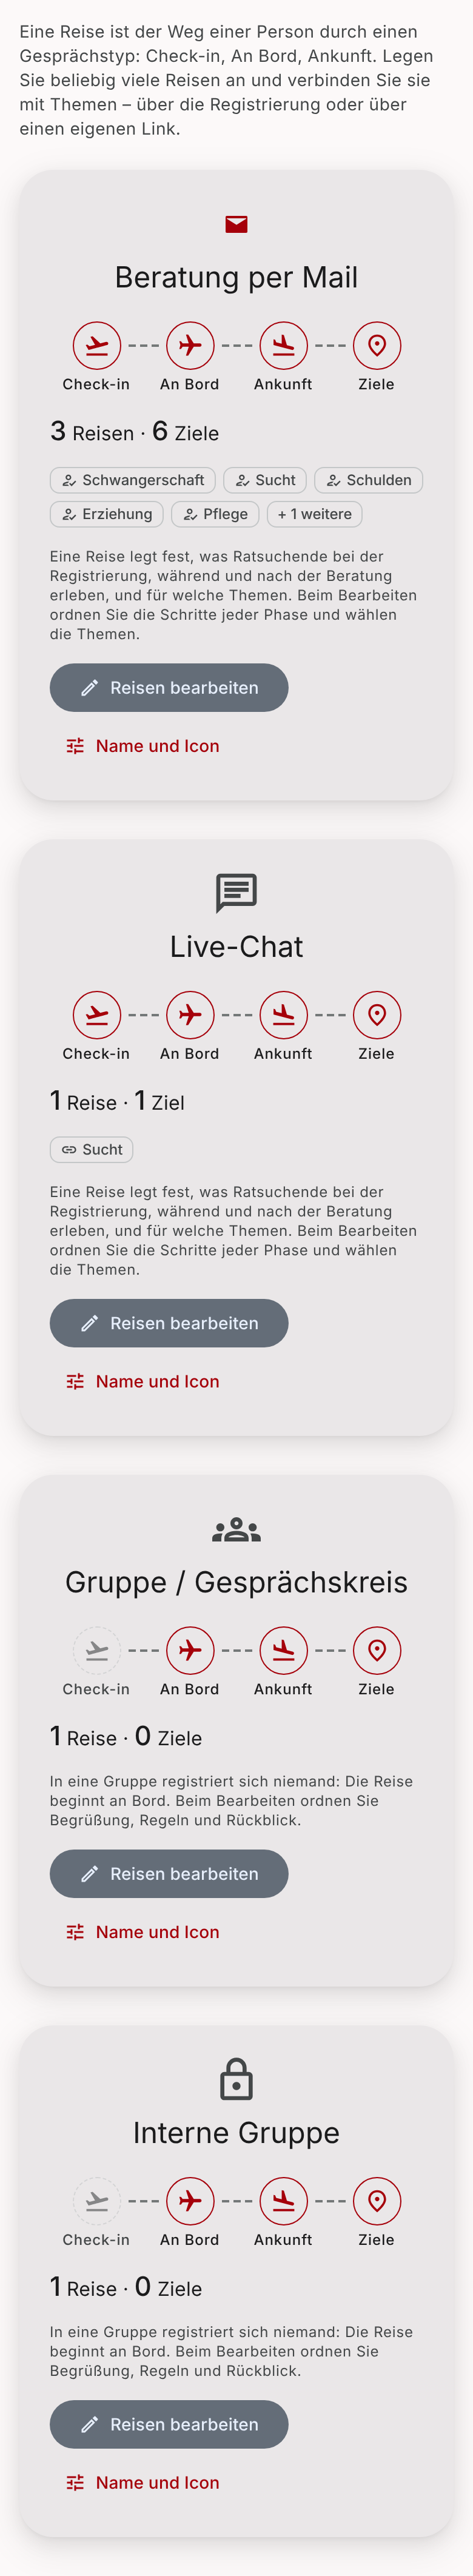 Eine Reise ist der Weg einer Person durch einen
Gesprächstyp: Check-in, An Bord, Ankunft. Legen
Sie beliebig viele Reisen an und verbinden Sie sie
mit Themen – über die Registrierung oder über
einen eigenen Link.
Beratung per Mail
Check-in An Bord Ankunft Ziele
3 Reisen · 6 Ziele
Schwangerschaft Sucht Schulden
Erziehung Pflege + 1 weitere
Eine Reise legt fest, was Ratsuchende bei der
Registrierung, während und nach der Beratung
erleben, und für welche Themen. Beim Bearbeiten
ordnen Sie die Schritte jeder Phase und wählen
die Themen.
Reisen bearbeiten
Name und Icon
Live-Chat
Check-in An Bord Ankunft Ziele
1 Reise · 1 Ziel
Sucht
Eine Reise legt fest, was Ratsuchende bei der
Registrierung, während und nach der Beratung
erleben, und für welche Themen. Beim Bearbeiten
ordnen Sie die Schritte jeder Phase und wählen
die Themen.
Reisen bearbeiten
Name und Icon
Gruppe / Gesprächskreis
Check-in An Bord Ankunft Ziele
1 Reise · 0 Ziele
In eine Gruppe registriert sich niemand: Die Reise
beginnt an Bord. Beim Bearbeiten ordnen Sie
Begrüßung, Regeln und Rückblick.
Reisen bearbeiten
Name und Icon
Interne Gruppe
Check-in An Bord Ankunft Ziele
1 Reise · 0 Ziele
In eine Gruppe registriert sich niemand: Die Reise
beginnt an Bord. Beim Bearbeiten ordnen Sie
Begrüßung, Regeln und Rückblick.
Reisen bearbeiten
Name und Icon